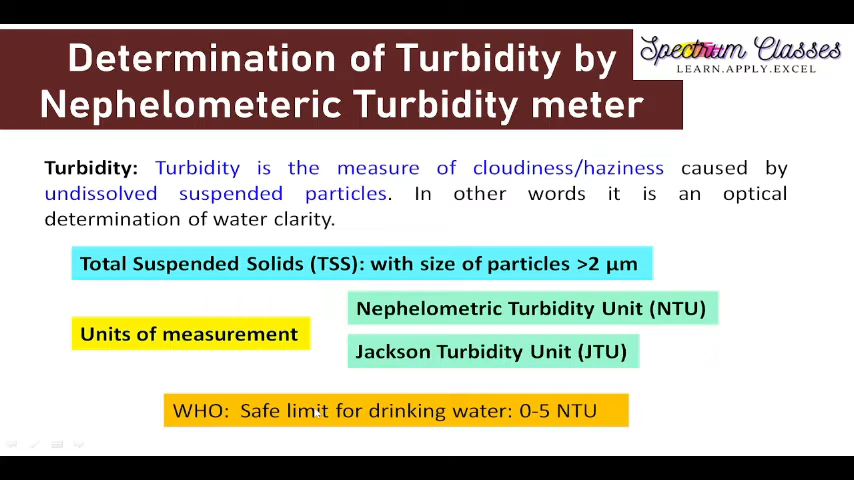 Determination of Turbidity by
Nephelometeric Turbidity meter
Spectrum Classes
LEARN.APPLY.EXCEL
Turbidity: Turbidity is the measure of cloudiness/haziness caused by
undissolved suspended particles. In other words it is an optical
determination of water clarity.
Total Suspended Solids (TSS): with size of particles >2 µm
Nephelometric Turbidity Unit (NTU)
Units of measurement
Jackson Turbidity Unit (JTU)
WHO: Safe limit for drinking water: 0-5 NTU